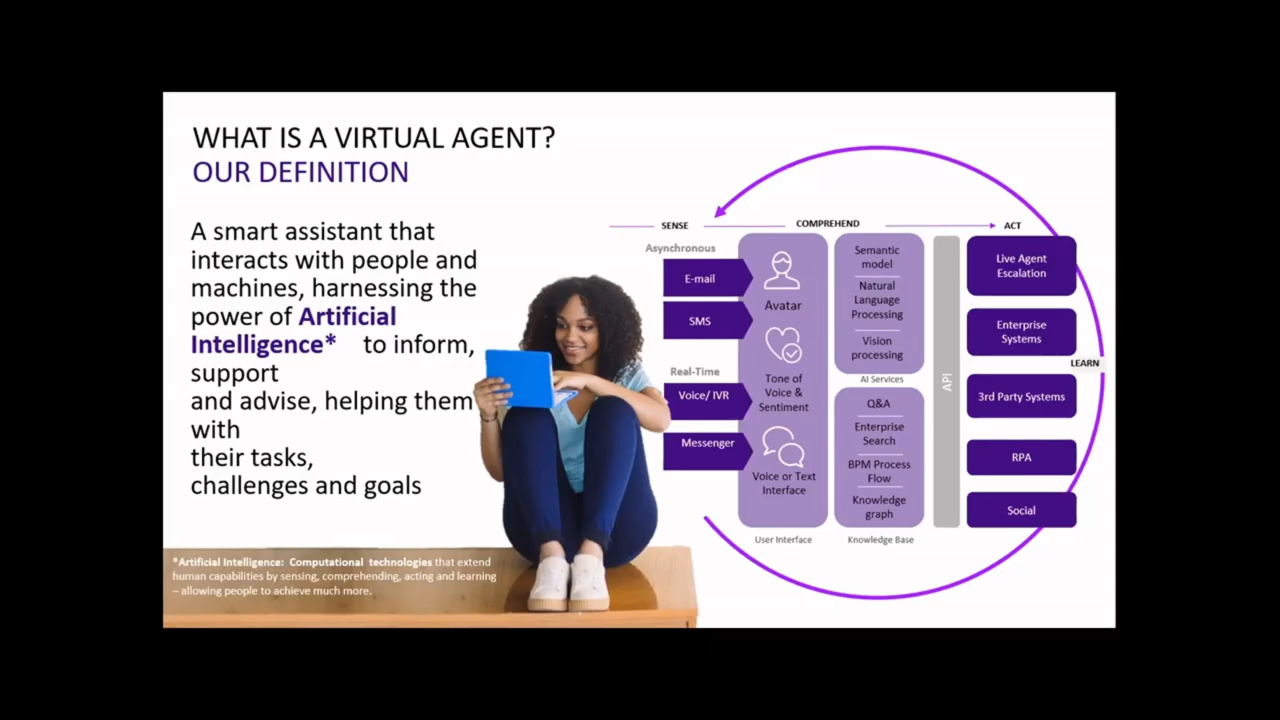 WHAT IS A VIRTUAL AGENT?
OUR DEFINITION
A smart assistant that
interacts with people and
machines, harnessing the
power of Artificial
Intelligence* to inform,
support
and advise, helping them
with
their tasks,
challenges and goals
*Artificial Intelligence: Computational technologies that extend
human capabilities by sensing, comprehending, acting and learning
– allowing people to achieve much more.
SENSE
COMPREHEND
ACT
Asynchronous
E-mail
SMS
Real-Time
Voice/ IVR
Messenger
Avatar
Tone of
Voice &
Sentiment
Voice or Text
Interface
User Interface
Semantic
model
Natural
Language
Processing
Vision
processing
AI Services
Q&A
Enterprise
Search
BPM Process
Flow
Knowledge
graph
Knowledge Base
API
Live Agent
Escalation
Enterprise
Systems
LEARN
3rd Party Systems
RPA
Social